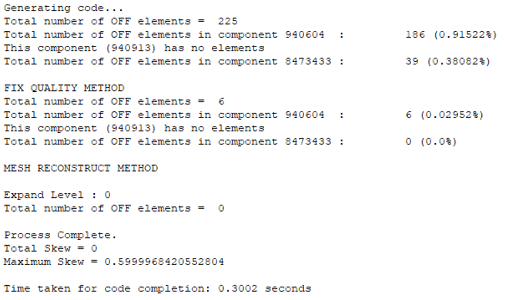 Generating code...
Total number of OFF elements = 225
Total number of OFF elements in component 940604 : 186 (0.91522%)
This component (940913) has no elements
Total number of OFF elements in component 8473433 : 39 (0.38082%)
FIX QUALITY METHOD
Total number of OFF elements = 6
Total number of OFF elements in component 940604 : 6 (0.02952%)
This component (940913) has no elements
Total number of OFF elements in component 8473433 : 0 (0.0%)
MESH RECONSTRUCT METHOD
Expand Level : 0
Total number of OFF elements = 0
Process Complete.
Total Skew = 0
Maximum Skew = 0.5999968420552804
Time taken for code completion: 0.3002 seconds